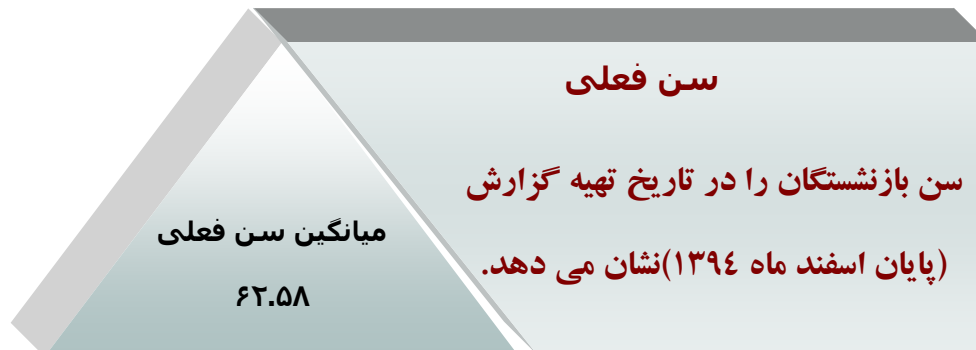 سن فعلی
سن بازنشستگان را در تاریخ تهیه گزارش
(پایان اسفند ماه ۱۳۹٤)نشان می دهد.
میانگین سن فعلی
۶۲.۵۸